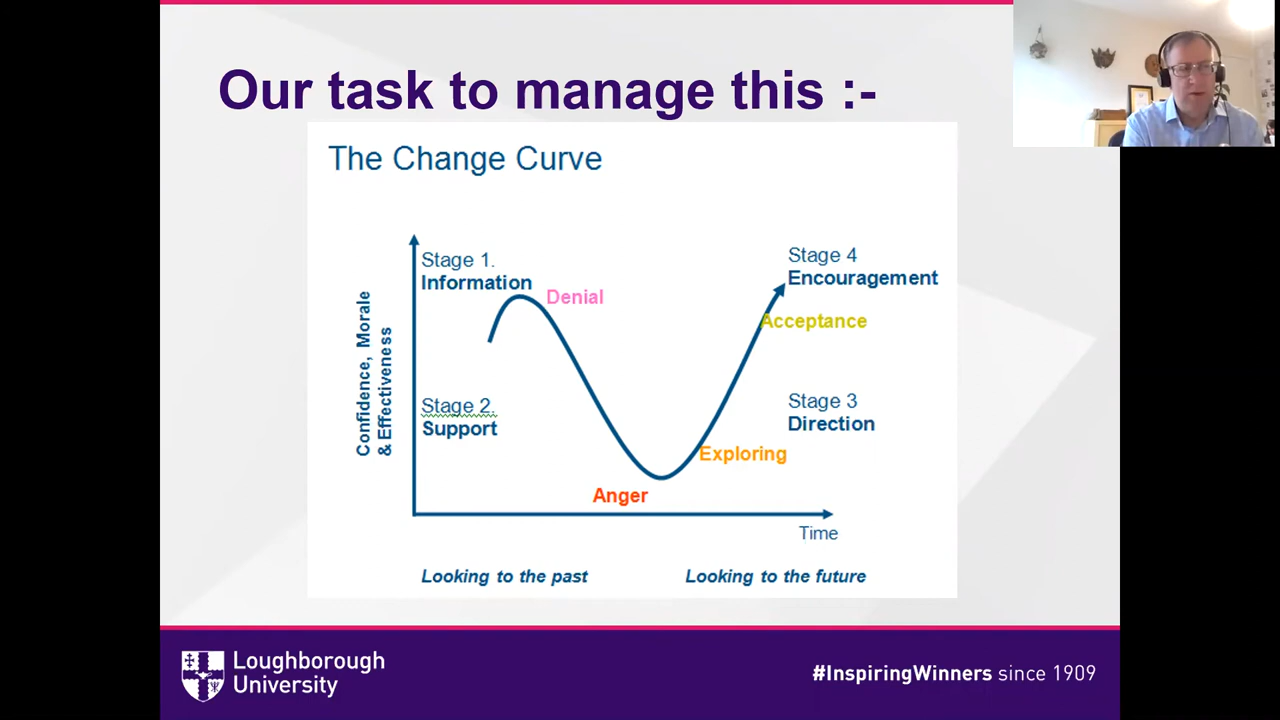 Our task to manage this :-
The Change Curve
Stage 1.
Information
Denial
Stage 4
Encouragement
Acceptance
Confidence, Morale
& Effectiveness
Stage 2.
Support
Stage 3
Direction
Exploring
Anger
Time
Looking to the past
Looking to the future
Loughborough
University
#InspiringWinners since 1909